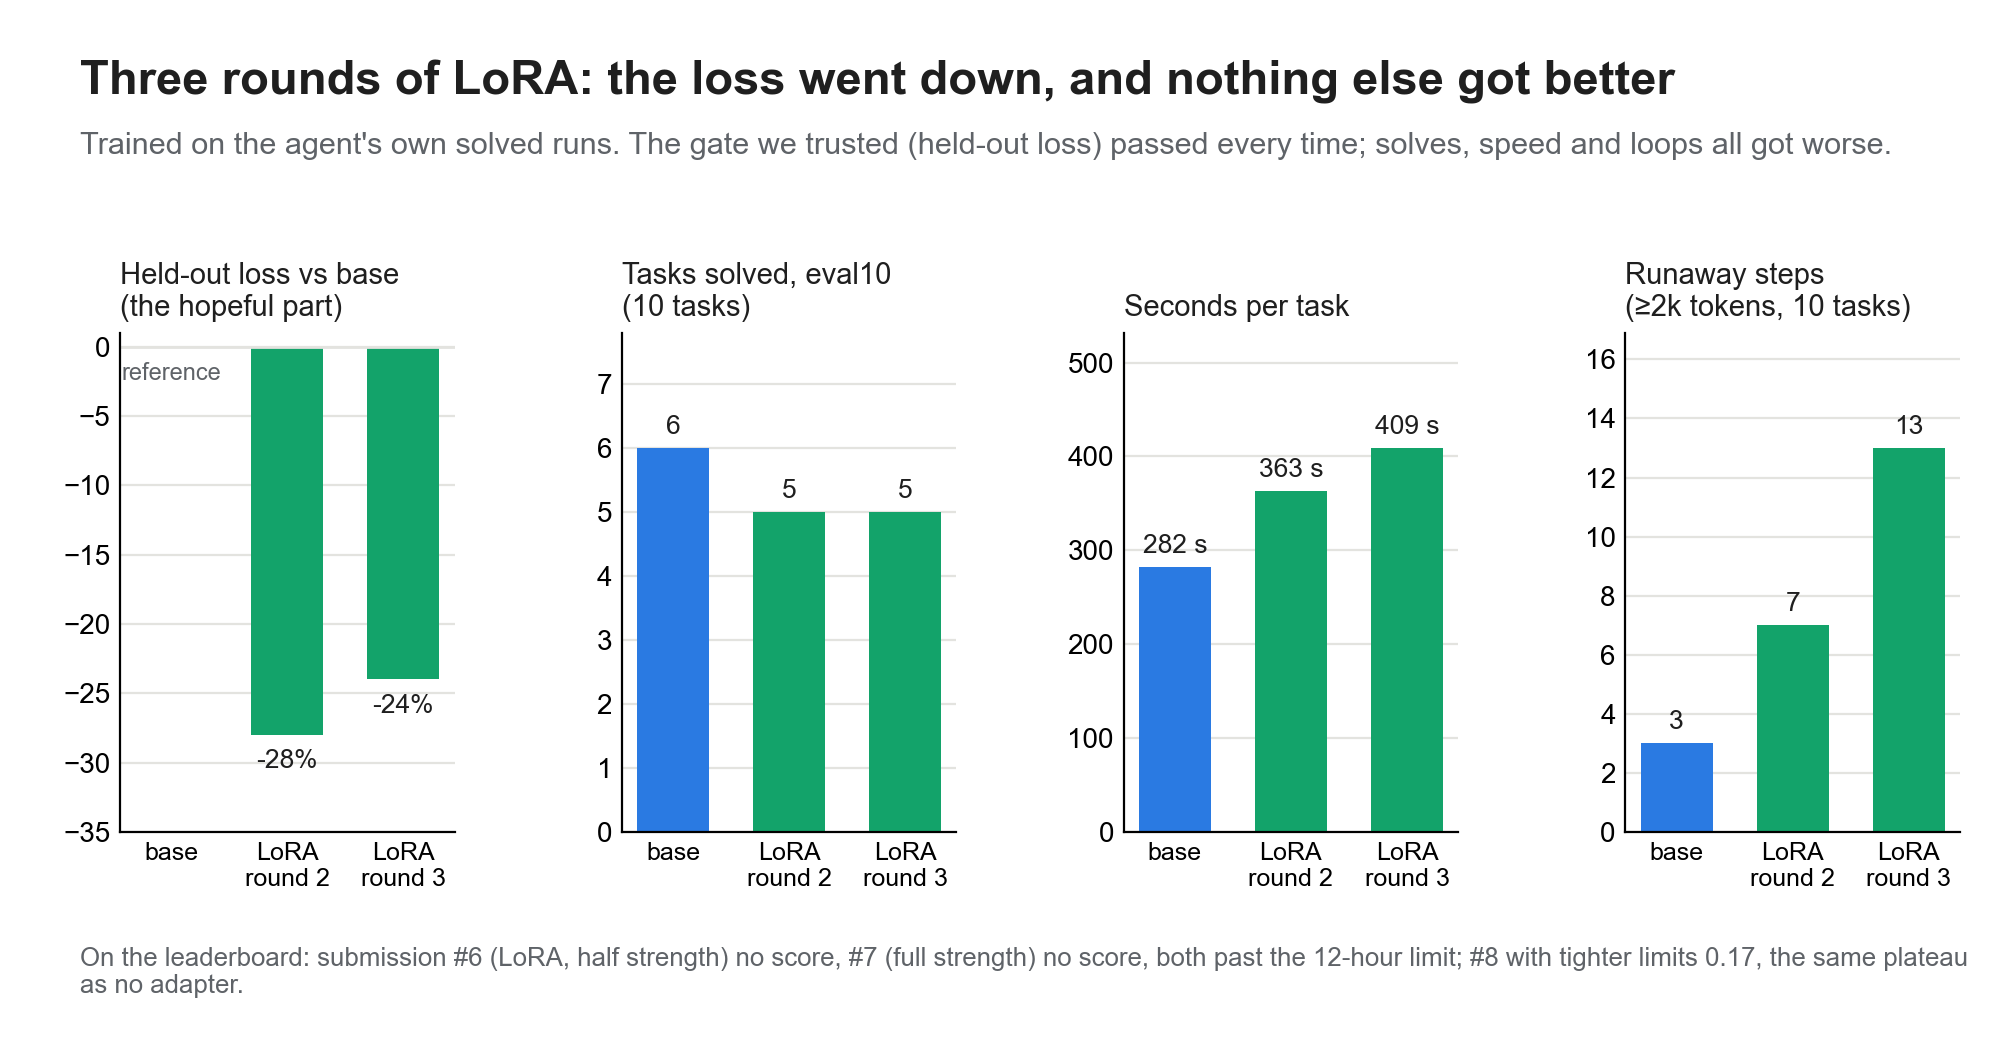 Three rounds of LoRA: the loss went down, and nothing else got better
Trained on the agent's own solved runs. The gate we trusted (held-out loss) passed every time; solves, speed and loops all got worse.
Held-out loss vs base
(the hopeful part)
0
−5
−10
−15
−20
−25
−30
−35
reference
-28%
-24%
base
LoRA
round 2
LoRA
round 3
Tasks solved, eval10
(10 tasks)
7
6
5
4
3
2
1
0
6
5
5
base
LoRA
round 2
LoRA
round 3
Seconds per task
500
400
300
200
100
0
282 s
363 s
409 s
base
LoRA
round 2
LoRA
round 3
Runaway steps
(≥2k tokens, 10 tasks)
16
14
12
10
8
6
4
2
0
3
7
13
base
LoRA
round 2
LoRA
round 3
On the leaderboard: submission #6 (LoRA, half strength) no score, #7 (full strength) no score, both past the 12-hour limit; #8 with tighter limits 0.17, the same plateau
as no adapter.